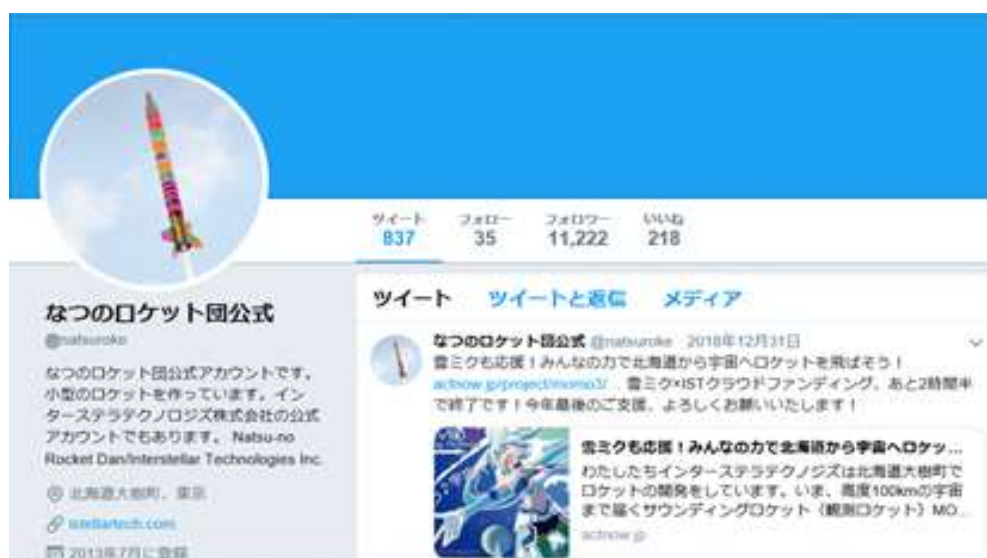 ツイート フォロー フォロワー いいね
837 35 11,222 218
なつのロケット団公式
@natsuroke
なつのロケット団公式アカウントです。
小型のロケットを作っています。イン
ターステラテクノロジズ株式会社の公式
アカウントでもあります。 Natsu-no
Rocket Dan/Interstellar Technologies Inc.
北海道大樹町、東京
istellartech.com
2013年7月に登録
ツイート ツイートと返信 メディア
なつのロケット団公式 @natsuroke 2018年12月31日
雪ミクも応援！みんなの力で北海道から宇宙へロケットを飛ばそう！
actnow.jp/project/momo3/ 、雪ミク×ISTクラウドファンディング、あと2時間半
で終了です！今年最後のご支援、よろしくお願いいたします！
雪ミクも応援！みんなの力で北海道から宇宙へロケッ...
わたしたちインターステラテクノジズは北海道大樹町で
ロケットの開発をしています。いま、高度100kmの宇宙
まで届くサウンディングロケット（観測ロケット）MO...
actnow.jp